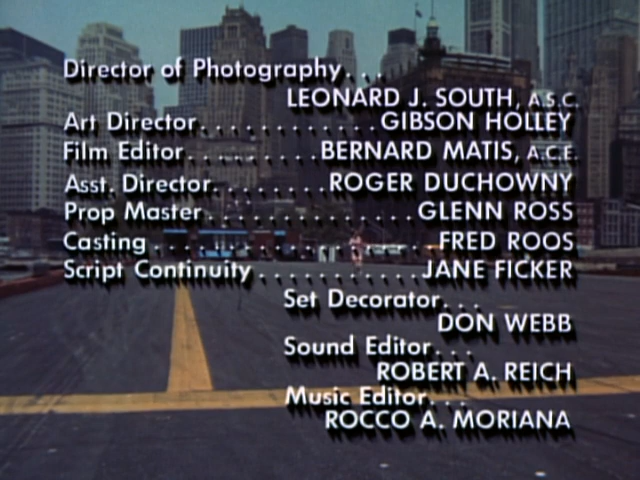 Director of Photography. . .
LEONARD J. SOUTH, A.S.C.
Art Director. . . . . . . . . . . .GIBSON HOLLEY
Film Editor. . . . . . . . .BERNARD MATIS, A.C.E.
Asst. Director. . . . . . . .ROGER DUCHOWNY
Prop Master. . . . . . . . . . . . . .GLENN ROSS
Casting . . . . . . . . . . . . . . . . . .FRED ROOS
Script Continuity . . . . . . . . . . .JANE FICKER
Set Decorator. . .
DON WEBB
Sound Editor. . .
ROBERT A. REICH
Music Editor. . .
ROCCO A. MORIANA